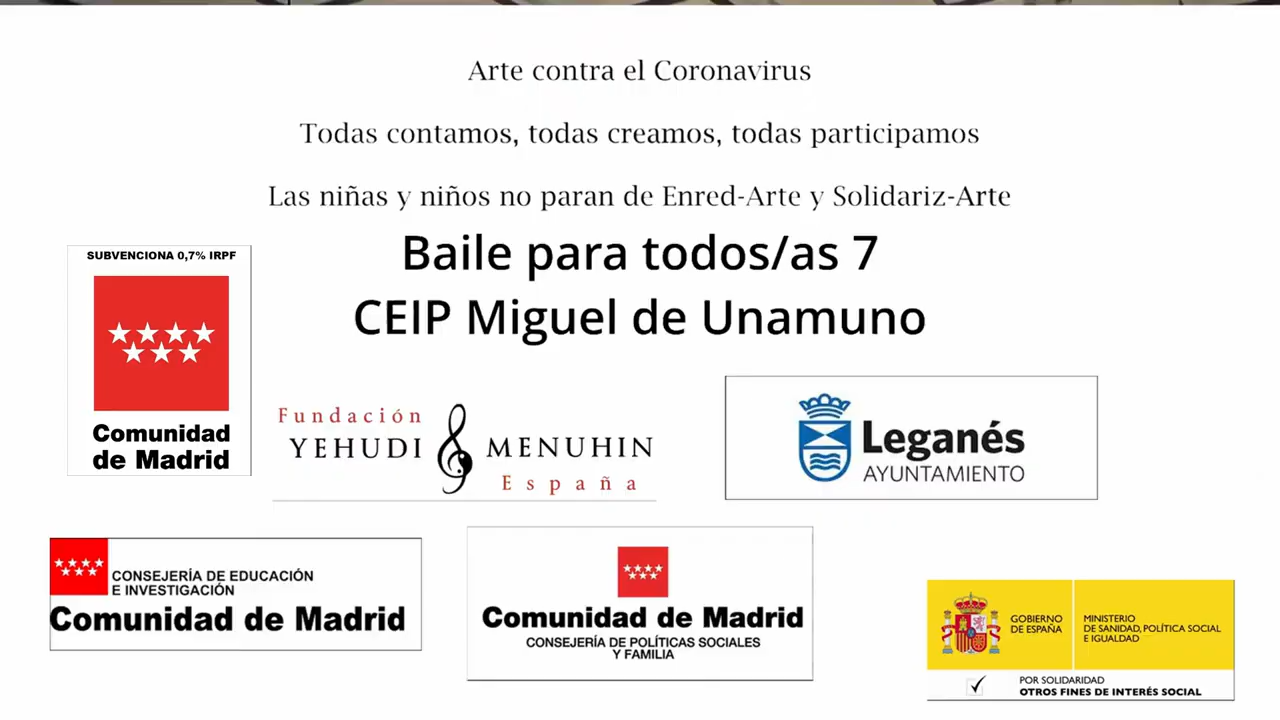 Arte contra el Coronavirus
Todas contamos, todas creamos, todas participamos
Las niñas y niños no paran de Enred-Arte y Solidariz-Arte
Baile para todos/as 7
CEIP Miguel de Unamuno
SUBVENCIONA 0,7% IRPF
Comunidad
de Madrid
Fundación
YEHUDI MENUHIN
España
Leganés
AYUNTAMIENTO
CONSEJERÍA DE EDUCACIÓN
E INVESTIGACIÓN
Comunidad de Madrid
Comunidad de Madrid
CONSEJERÍA DE POLÍTICAS SOCIALES
Y FAMILIA
GOBIERNO
DE ESPAÑA
MINISTERIO
DE SANIDAD, POLÍTICA SOCIAL
E IGUALDAD
POR SOLIDARIDAD
OTROS FINES DE INTERÉS SOCIAL